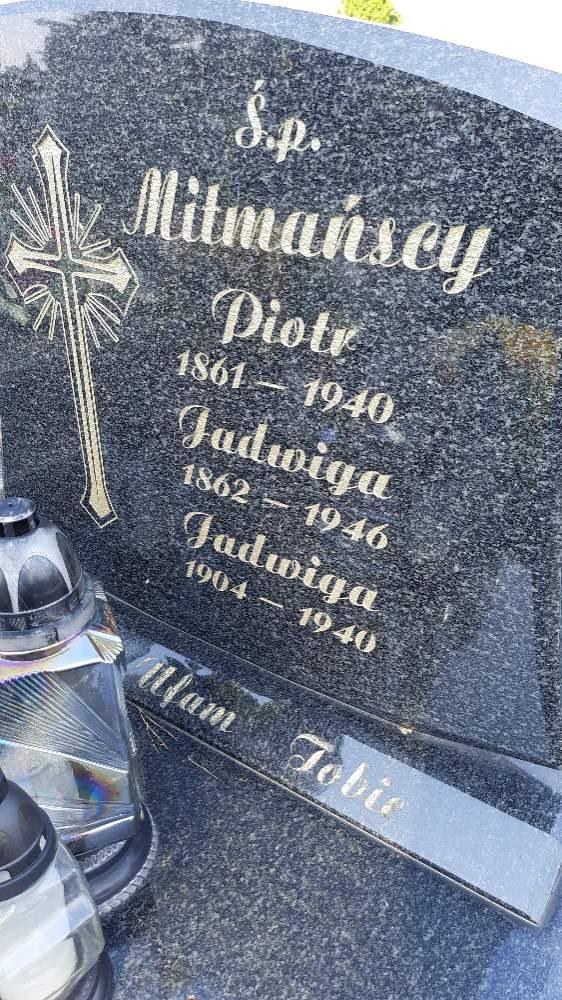 Ś.p.
Mitmańscy
Piotr
1861 – 1940
Jadwiga
1862 – 1946
Jadwiga
1904 – 1940
Ufam Tobie